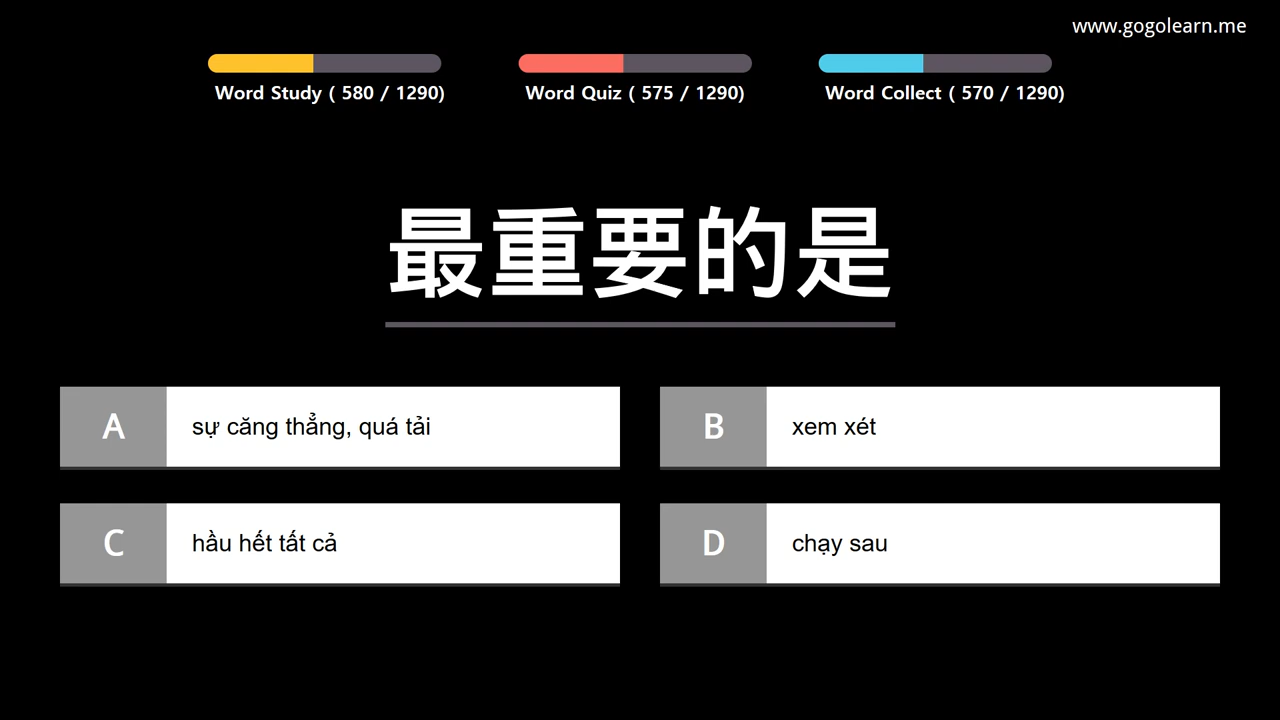 www.gogolearn.me
Word Study ( 580 / 1290)
Word Quiz ( 575 / 1290)
Word Collect ( 570 / 1290)
最重要的是
A
sự căng thẳng, quá tải
B
xem xét
C
hầu hết tất cả
D
chạy sau